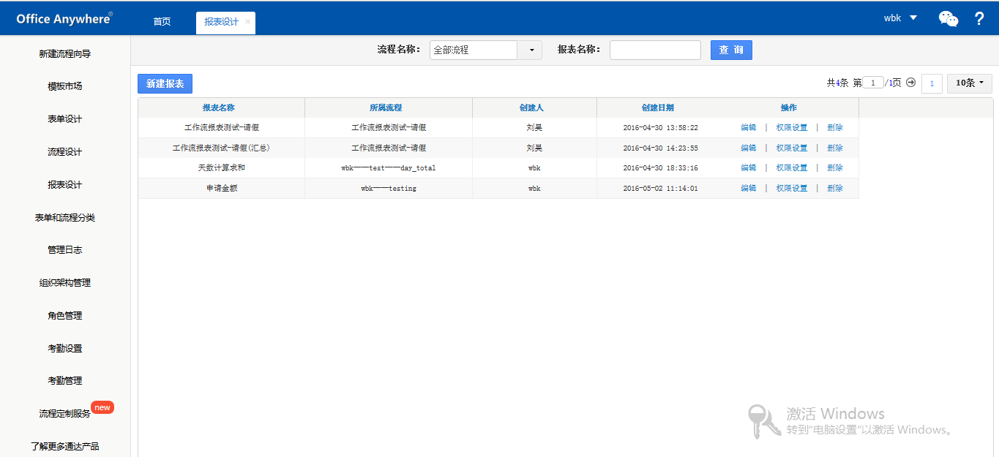 Office Anywhere® 首页 报表设计 × wbk ?
流程名称： 全部流程 报表名称： 查 询
新建流程向导
模板市场
表单设计
流程设计
报表设计
表单和流程分类
管理日志
组织架构管理
角色管理
考勤设置
考勤管理
流程定制服务 new
了解更多通达产品
新建报表 共4条 第 1 /1页 1 10条
报表名称 所属流程 创建人 创建日期 操作
工作流报表测试-请假 工作流报表测试-请假 刘昊 2016-04-30 13:58:22 编辑 | 权限设置 | 删除
工作流报表测试-请假(汇总) 工作流报表测试-请假 刘昊 2016-04-30 14:23:55 编辑 | 权限设置 | 删除
天数计算求和 wbk——test——day_total wbk 2016-04-30 18:33:16 编辑 | 权限设置 | 删除
申请金额 wbk——testing wbk 2016-05-02 11:14:01 编辑 | 权限设置 | 删除
激活 Windows
转到“电脑设置”以激活 Windows。